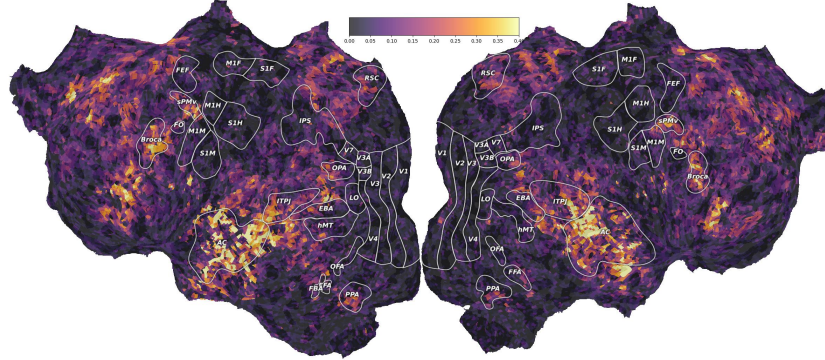 0.00 0.05 0.10 0.15 0.20 0.25 0.30 0.35 0.40
FEF
M1F
S1F
RSC
sPMv
M1H
FO
M1M
S1H
Broca
S1M
IPS
V7
V3A
OPA
V3B
V3
V2
V1
ITPJ
EBA
LO
hMT
V4
AC
OFA
FBA
FFA
PPA
RSC
S1F
M1F
FEF
M1H
sPMv
IPS
S1H
M1M
S1M
FO
Broca
V1
V2
V3
V3A
V7
V3B
OPA
LO
EBA
ITPJ
hMT
AC
V4
OFA
FFA
PPA